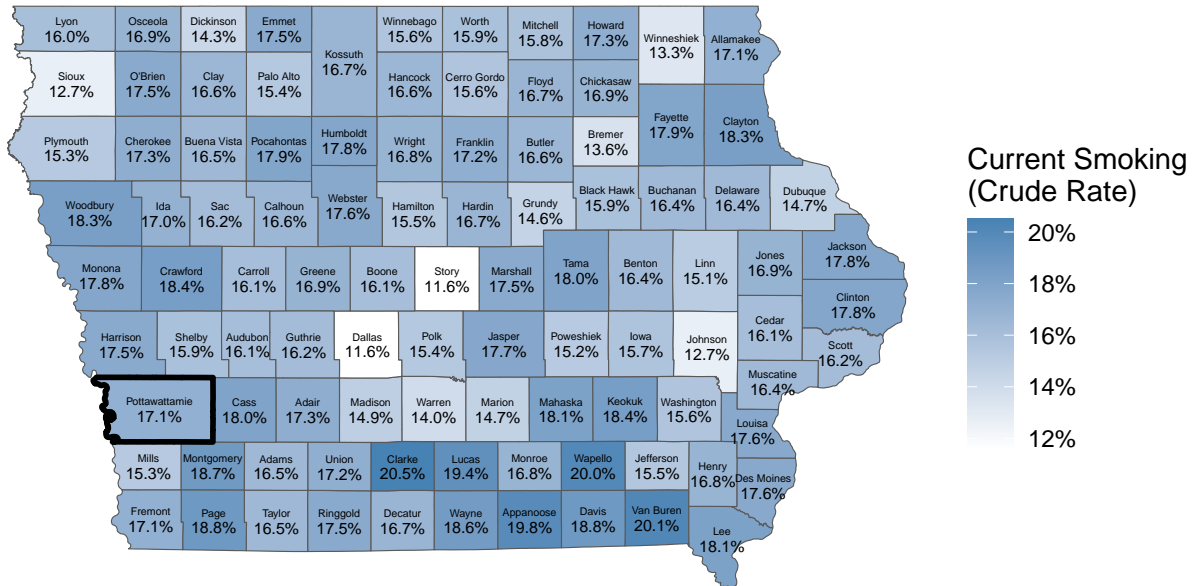 Lyon
16.0%
Osceola
16.9%
Dickinson
14.3%
Emmet
17.5%
Kossuth
16.7%
Winnebago
15.6%
Worth
15.9%
Mitchell
15.8%
Howard
17.3%
Winneshiek
13.3%
Allamakee
17.1%
Sioux
12.7%
O'Brien
17.5%
Clay
16.6%
Palo Alto
15.4%
Hancock
16.6%
Cerro Gordo
15.6%
Floyd
16.7%
Chickasaw
16.9%
Fayette
17.9%
Clayton
18.3%
Plymouth
15.3%
Cherokee
17.3%
Buena Vista
16.5%
Pocahontas
17.9%
Humboldt
17.8%
Wright
16.8%
Franklin
17.2%
Butler
16.6%
Bremer
13.6%
Woodbury
18.3%
Ida
17.0%
Sac
16.2%
Calhoun
16.6%
Webster
17.6%
Hamilton
15.5%
Hardin
16.7%
Grundy
14.6%
Black Hawk
15.9%
Buchanan
16.4%
Delaware
16.4%
Dubuque
14.7%
Monona
17.8%
Crawford
18.4%
Carroll
16.1%
Greene
16.9%
Boone
16.1%
Story
11.6%
Marshall
17.5%
Tama
18.0%
Benton
16.4%
Linn
15.1%
Jones
16.9%
Jackson
17.8%
Clinton
17.8%
Harrison
17.5%
Shelby
15.9%
Audubon
16.1%
Guthrie
16.2%
Dallas
11.6%
Polk
15.4%
Jasper
17.7%
Poweshiek
15.2%
Iowa
15.7%
Johnson
12.7%
Cedar
16.1%
Scott
16.2%
Muscatine
16.4%
Pottawattamie
17.1%
Cass
18.0%
Adair
17.3%
Madison
14.9%
Warren
14.0%
Marion
14.7%
Mahaska
18.1%
Keokuk
18.4%
Washington
15.6%
Louisa
17.6%
Mills
15.3%
Montgomery
18.7%
Adams
16.5%
Union
17.2%
Clarke
20.5%
Lucas
19.4%
Monroe
16.8%
Wapello
20.0%
Jefferson
15.5%
Henry
16.8%
Des Moines
17.6%
Fremont
17.1%
Page
18.8%
Taylor
16.5%
Ringgold
17.5%
Decatur
16.7%
Wayne
18.6%
Appanoose
19.8%
Davis
18.8%
Van Buren
20.1%
Lee
18.1%
Current Smoking
(Crude Rate)
20%
18%
16%
14%
12%